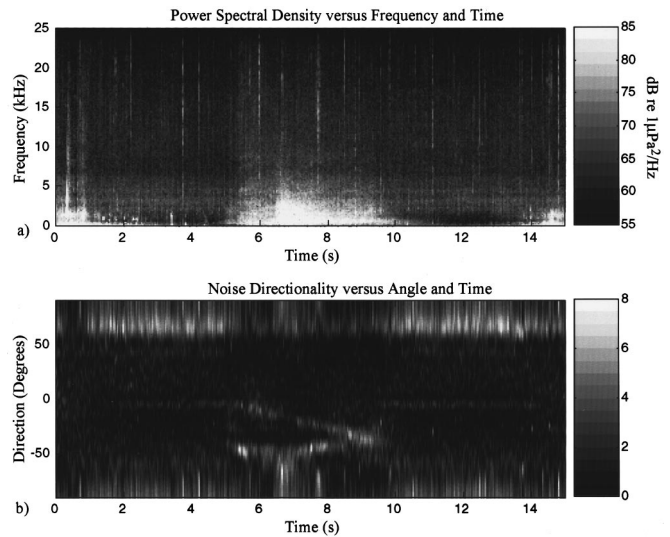 Power Spectral Density versus Frequency and Time
25
20
15
10
5
0
Frequency (kHz)
0 2 4 6 8 10 12 14
Time (s)
a)
85
80
75
70
65
60
55
dB re 1μPa²/Hz
Noise Directionality versus Angle and Time
50
0
-50
Direction (Degrees)
0 2 4 6 8 10 12 14
Time (s)
b)
8
6
4
2
0